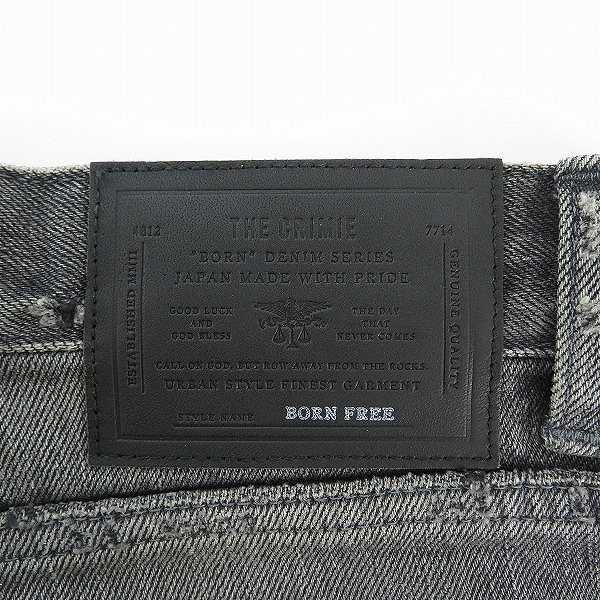 THE CRIMIE
4312
7714
"BORN" DENIM SERIES
JAPAN MADE WITH PRIDE
ESTABLISHED MMII
GENUINE QUALITY
GOOD LUCK
AND
GOD BLESS
THE DAY
THAT
NEVER COMES
CALL ON GOD, BUT ROW AWAY FROM THE ROCKS.
URBAN STYLE FINEST GARMENT
STYLE NAME BORN FREE